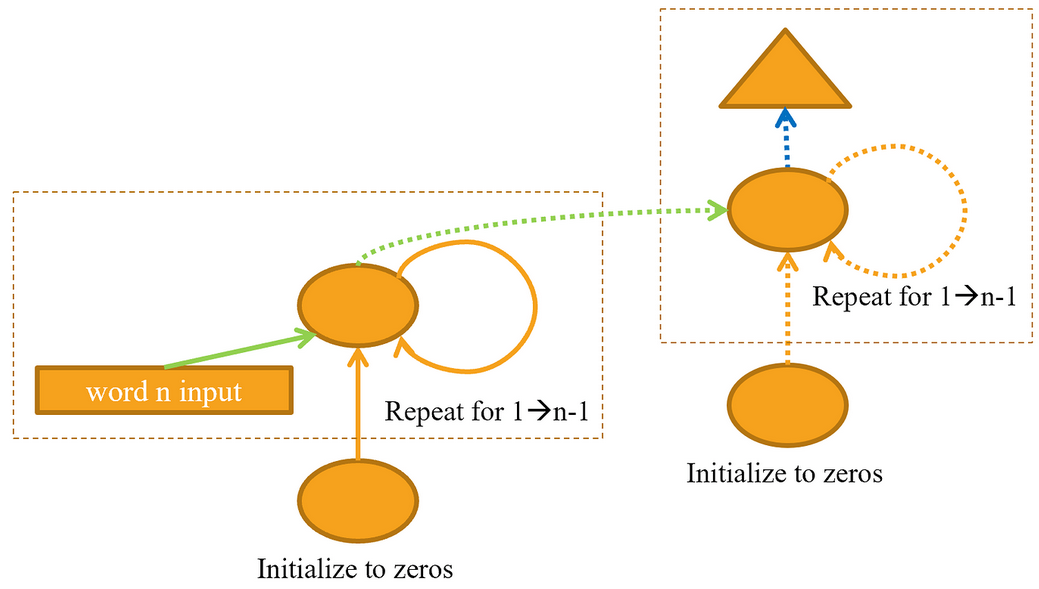 Repeat for 1→n-1
word n input
Repeat for 1→n-1
Initialize to zeros
Initialize to zeros